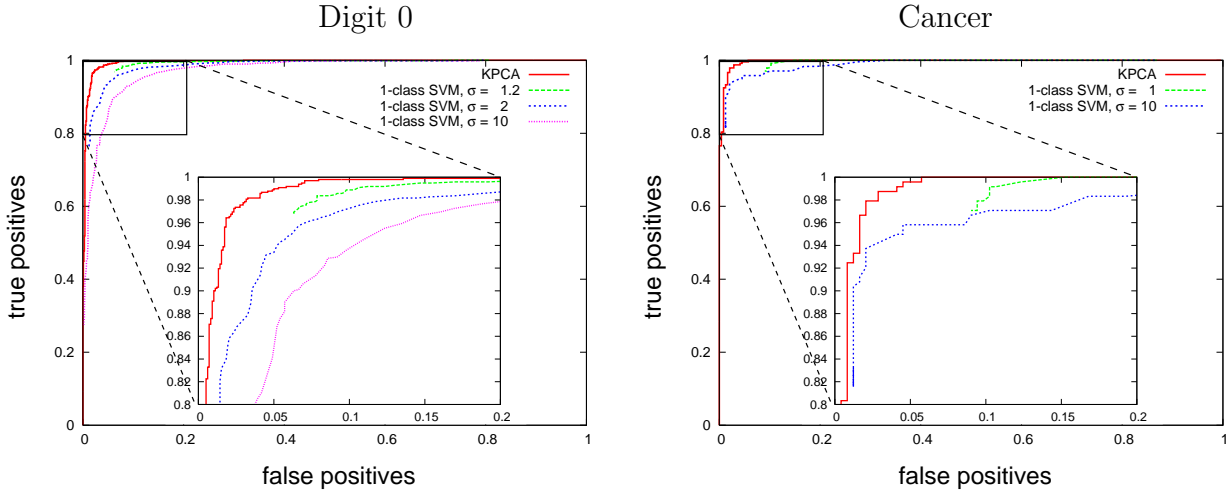 Digit 0
1
0.8
0.6
0.4
0.2
0
0 0.2 0.4 0.6 0.8 1
true positives
false positives
KPCA
1-class SVM, σ = 1.2
1-class SVM, σ = 2
1-class SVM, σ = 10
1
0.98
0.96
0.94
0.92
0.9
0.88
0.86
0.84
0.82
0.8
0 0.05 0.1 0.15 0.2
Cancer
1
0.8
0.6
0.4
0.2
0
0 0.2 0.4 0.6 0.8 1
true positives
false positives
KPCA
1-class SVM, σ = 1
1-class SVM, σ = 10
1
0.98
0.96
0.94
0.92
0.9
0.88
0.86
0.84
0.82
0.8
0 0.05 0.1 0.15 0.2